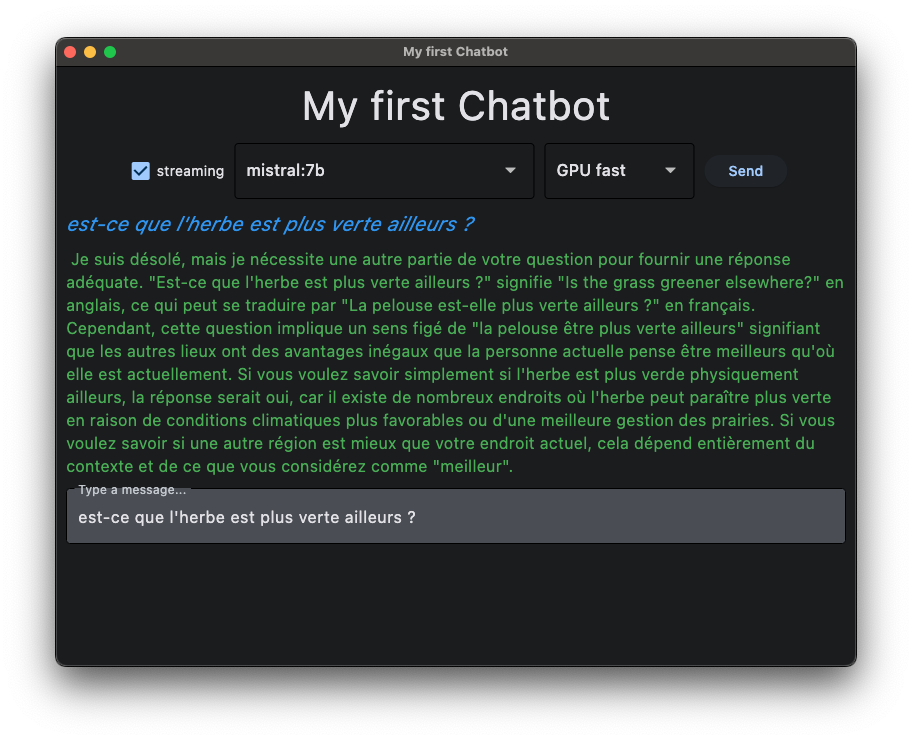 My first Chatbot
My first Chatbot
streaming
mistral:7b
GPU fast
Send
est-ce que l'herbe est plus verte ailleurs ?
Je suis désolé, mais je nécessite une autre partie de votre question pour fournir une réponse
adéquate. "Est-ce que l'herbe est plus verte ailleurs ?" signifie "Is the grass greener elsewhere?" en
anglais, ce qui peut se traduire par "La pelouse est-elle plus verte ailleurs ?" en français.
Cependant, cette question implique un sens figé de "la pelouse être plus verte ailleurs" signifiant
que les autres lieux ont des avantages inégaux que la personne actuelle pense être meilleurs qu'où
elle est actuellement. Si vous voulez savoir simplement si l'herbe est plus verde physiquement
ailleurs, la réponse serait oui, car il existe de nombreux endroits où l'herbe peut paraître plus verte
en raison de conditions climatiques plus favorables ou d'une meilleure gestion des prairies. Si vous
voulez savoir si une autre région est mieux que votre endroit actuel, cela dépend entièrement du
contexte et de ce que vous considérez comme "meilleur".
Type a message...
est-ce que l'herbe est plus verte ailleurs ?